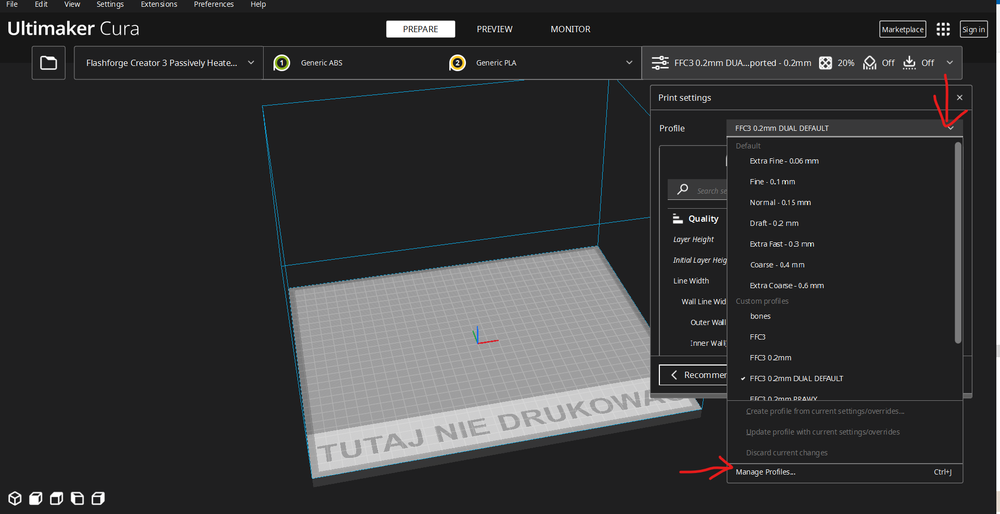 File Edit View Settings Extensions Preferences Help
Ultimaker Cura PREPARE PREVIEW MONITOR Marketplace Sign in
Flashforge Creator 3 Passively Heate... 1 Generic ABS 2 Generic PLA FFC3 0.2mm DUA...ported - 0.2mm 20% Off Off
Print settings
Profile FFC3 0.2mm DUAL DEFAULT
Default
Extra Fine - 0.06 mm
Fine - 0.1 mm
Search se
Normal - 0.15 mm
Quality
Draft - 0.2 mm
Layer Height
Extra Fast - 0.3 mm
Initial Layer Heig
Coarse - 0.4 mm
Line Width
Extra Coarse - 0.6 mm
Wall Line Wid
Custom profiles
bones
Outer Wall
FFC3
Inner Wall(
FFC3 0.2mm
Recommen
FFC3 0.2mm DUAL DEFAULT
FFC3 0.2mm PRAWY
TUTAJ NIE DRUKOWAĆ
Create profile from current settings/overrides...
Update profile with current settings/overrides
Discard current changes
Manage Profiles... Ctrl+J